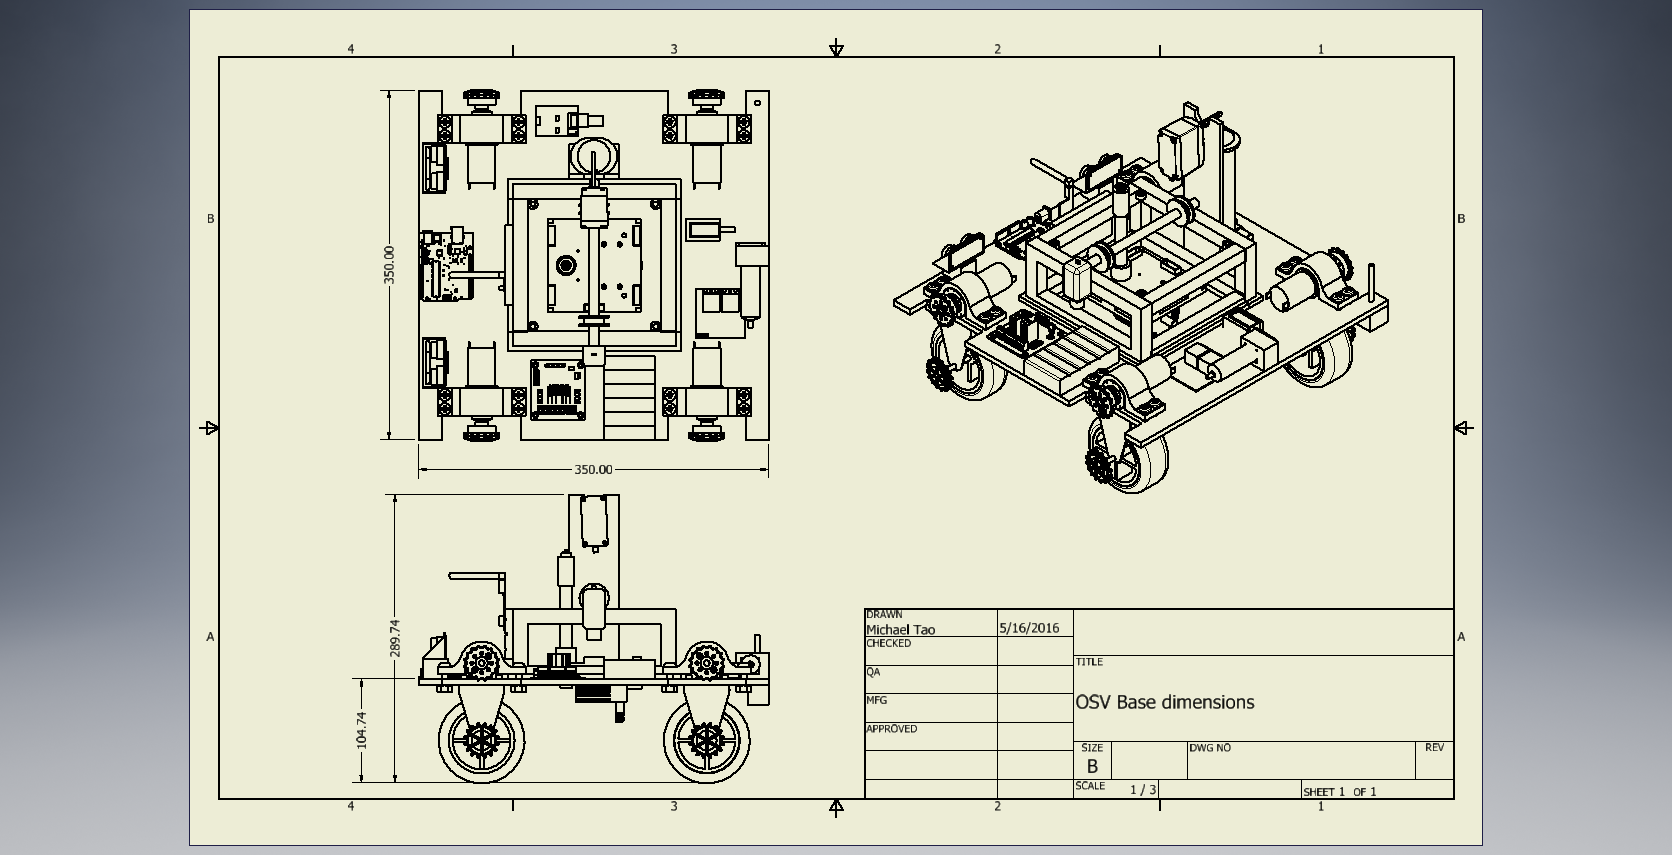 4 3 2 1
B B
350.00
350.00
289.74
104.74
A A
DRAWN
Michael Tao 5/16/2016
CHECKED
QA
MFG
APPROVED
TITLE
OSV Base dimensions
SIZE
B
DWG NO
REV
SCALE 1 / 3
SHEET 1 OF 1
4 3 2 1